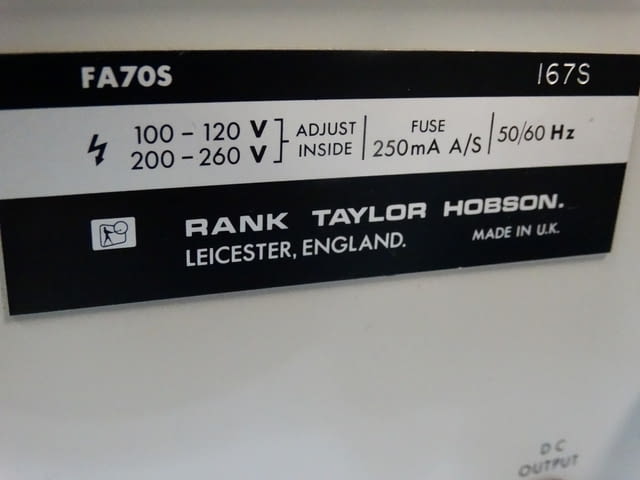 FA70S 167S
100 – 120 V ADJUST FUSE 50/60 Hz
200 – 260 V INSIDE 250mA A/S
RANK TAYLOR HOBSON.
LEICESTER, ENGLAND. MADE IN U.K.
DC
OUTPUT